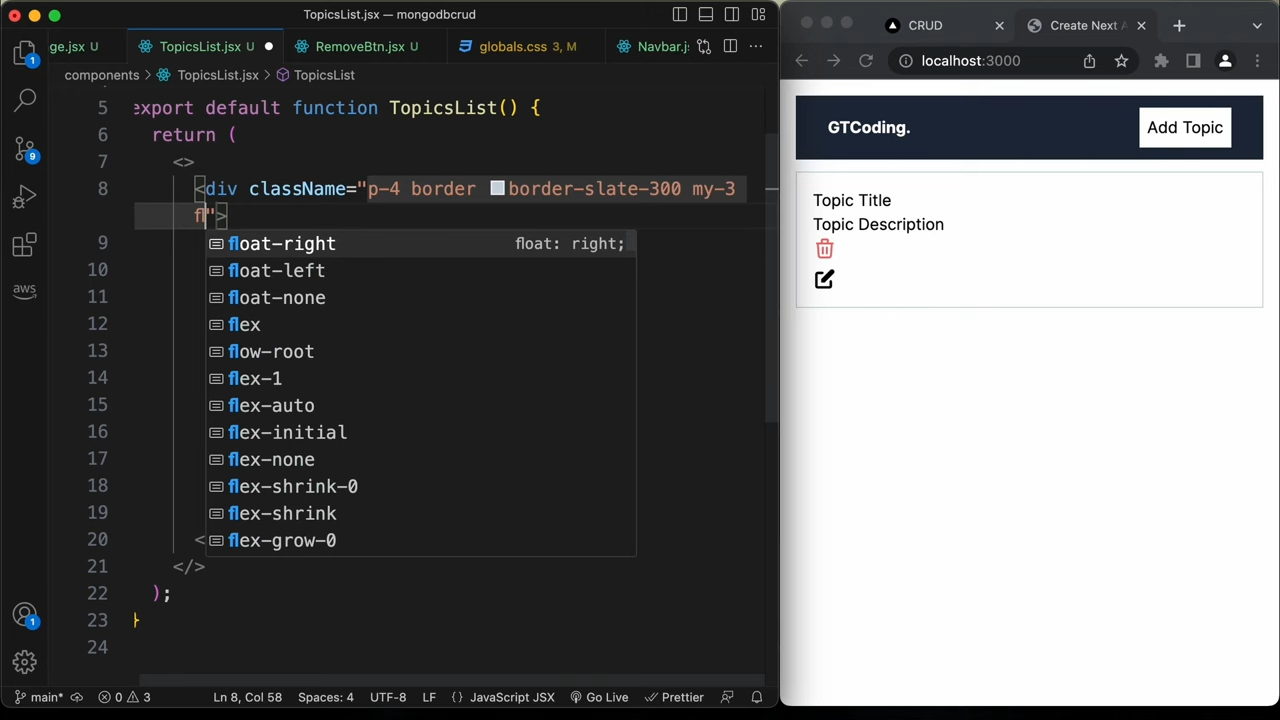 TopicsList.jsx — mongodbcrud
ge.jsx U
TopicsList.jsx U
RemoveBtn.jsx U
globals.css 3, M
Navbar.j
components > TopicsList.jsx > TopicsList
5 export default function TopicsList() {
6 return (
7 <>
8 <div className="p-4 border border-slate-300 my-3
fl">
float-right float: right;
9
float-left
10
float-none
11
flex
12
flow-root
13
flex-1
14
flex-auto
15
flex-initial
16
flex-none
17
flex-shrink-0
18
flex-shrink
19
flex-grow-0
20 <
21 </>
22 );
23 }
24
aws
1
9
1
main* 0 3 Ln 8, Col 58 Spaces: 4 UTF-8 LF {} JavaScript JSX Go Live Prettier
CRUD
Create Next A
localhost:3000
GTCoding.
Add Topic
Topic Title
Topic Description